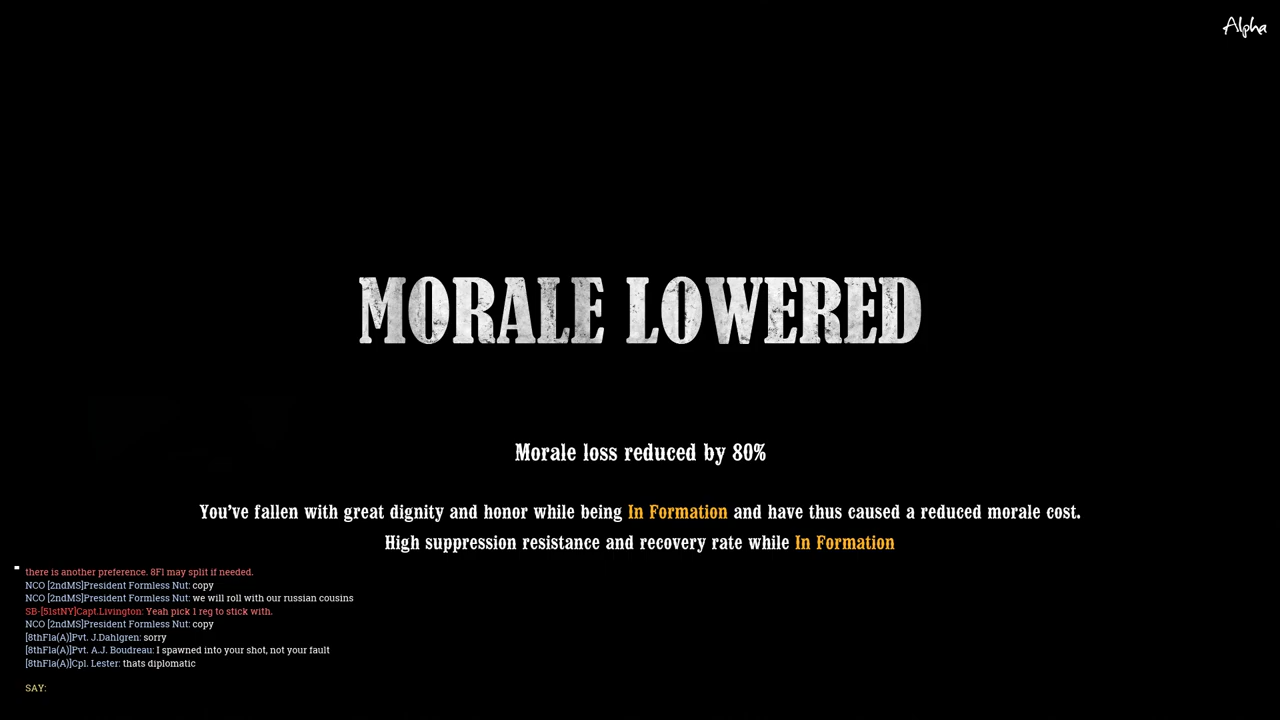 Alpha
MORALE LOWERED
Morale loss reduced by 80%
You've fallen with great dignity and honor while being In Formation and have thus caused a reduced morale cost.
High suppression resistance and recovery rate while In Formation
there is another preference. 8Fl may split if needed.
NCO [2ndMS]President Formless Nut: copy
NCO [2ndMS]President Formless Nut: we will roll with our russian cousins
SB-[51stNY]Capt.Livington: Yeah pick 1 reg to stick with.
NCO [2ndMS]President Formless Nut: copy
[8thFla(A)]Pvt. J.Dahlgren: sorry
[8thFla(A)]Pvt. A.J. Boudreau: I spawned into your shot, not your fault
[8thFla(A)]Cpl. Lester: thats diplomatic
SAY: